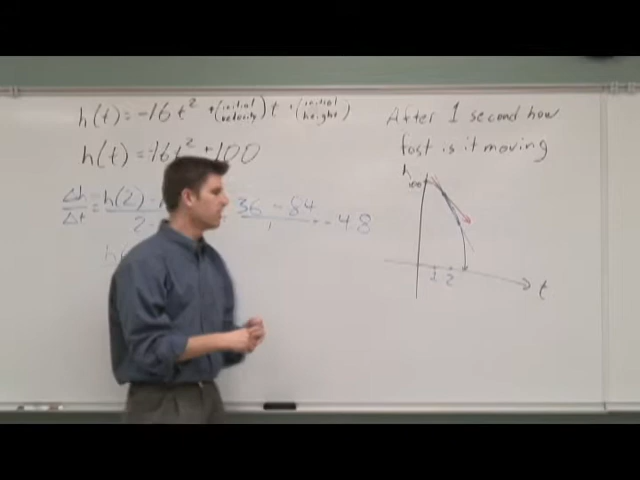 h(t)=-16t² +(initial velocity)t +(initial height)
h(t)=-16t²+100
Δh/Δt = h(2)- 36 - 84 / 1 = -48
After 1 second how
fast is it moving
h
100
1 2
t